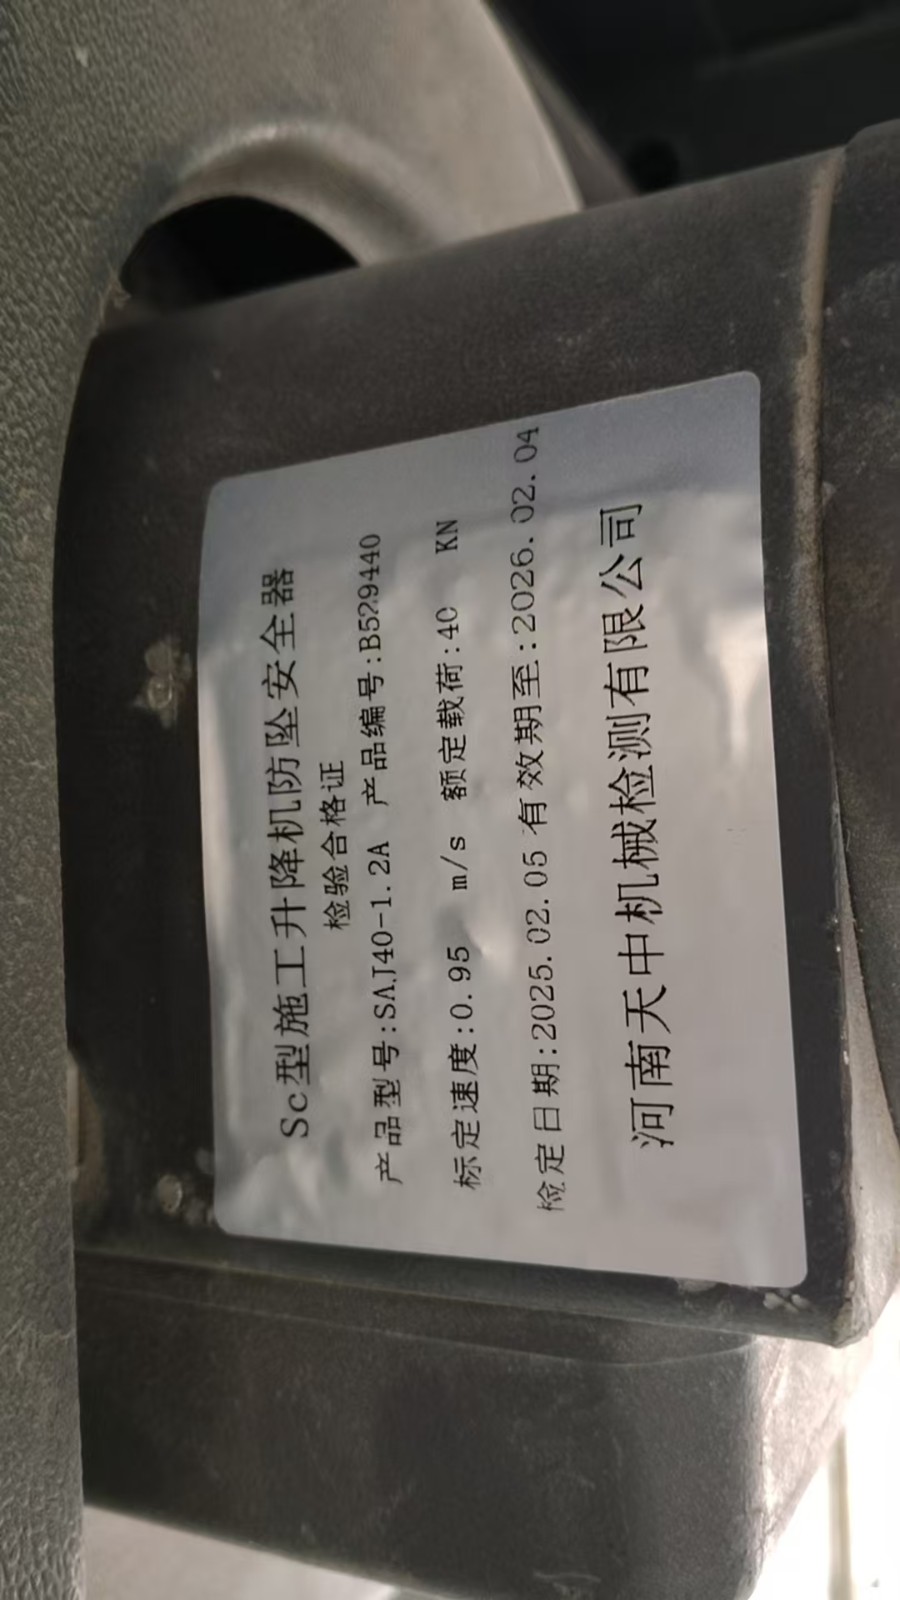 Sc型施工升降机防坠安全器
检验合格证
产品型号:SAJ40-1.2A 产品编号:B529440
标定速度:0.95 m/s 额定载荷:40 KN
检定日期:2025.02.05 有效期至:2026.02.04
河南天中机械检测有限公司